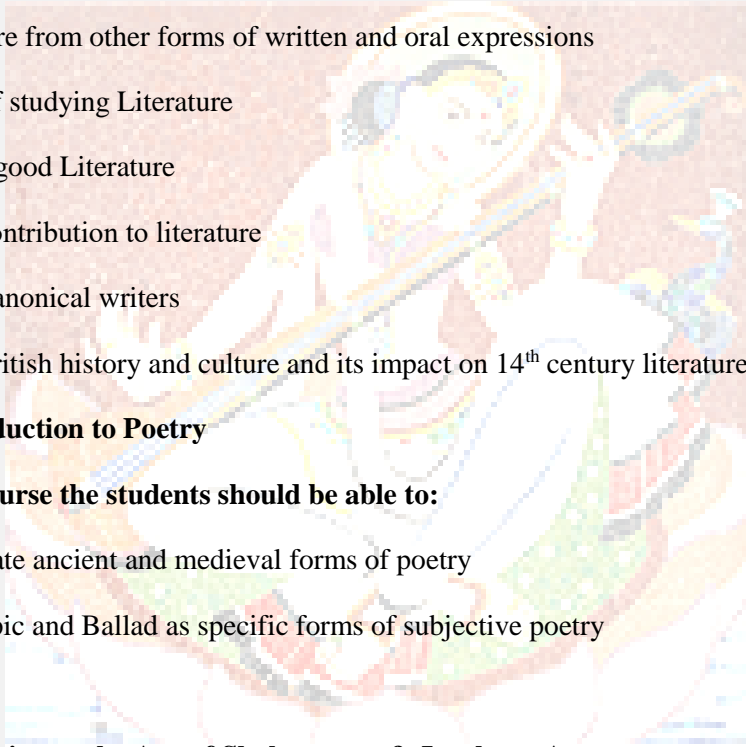 re from other forms of written and oral expressions
f studying Literature
good Literature
ontribution to literature
anonical writers
ritish history and culture and its impact on 14th century literature
duction to Poetry
urse the students should be able to:
ate ancient and medieval forms of poetry
pic and Ballad as specific forms of subjective poetry